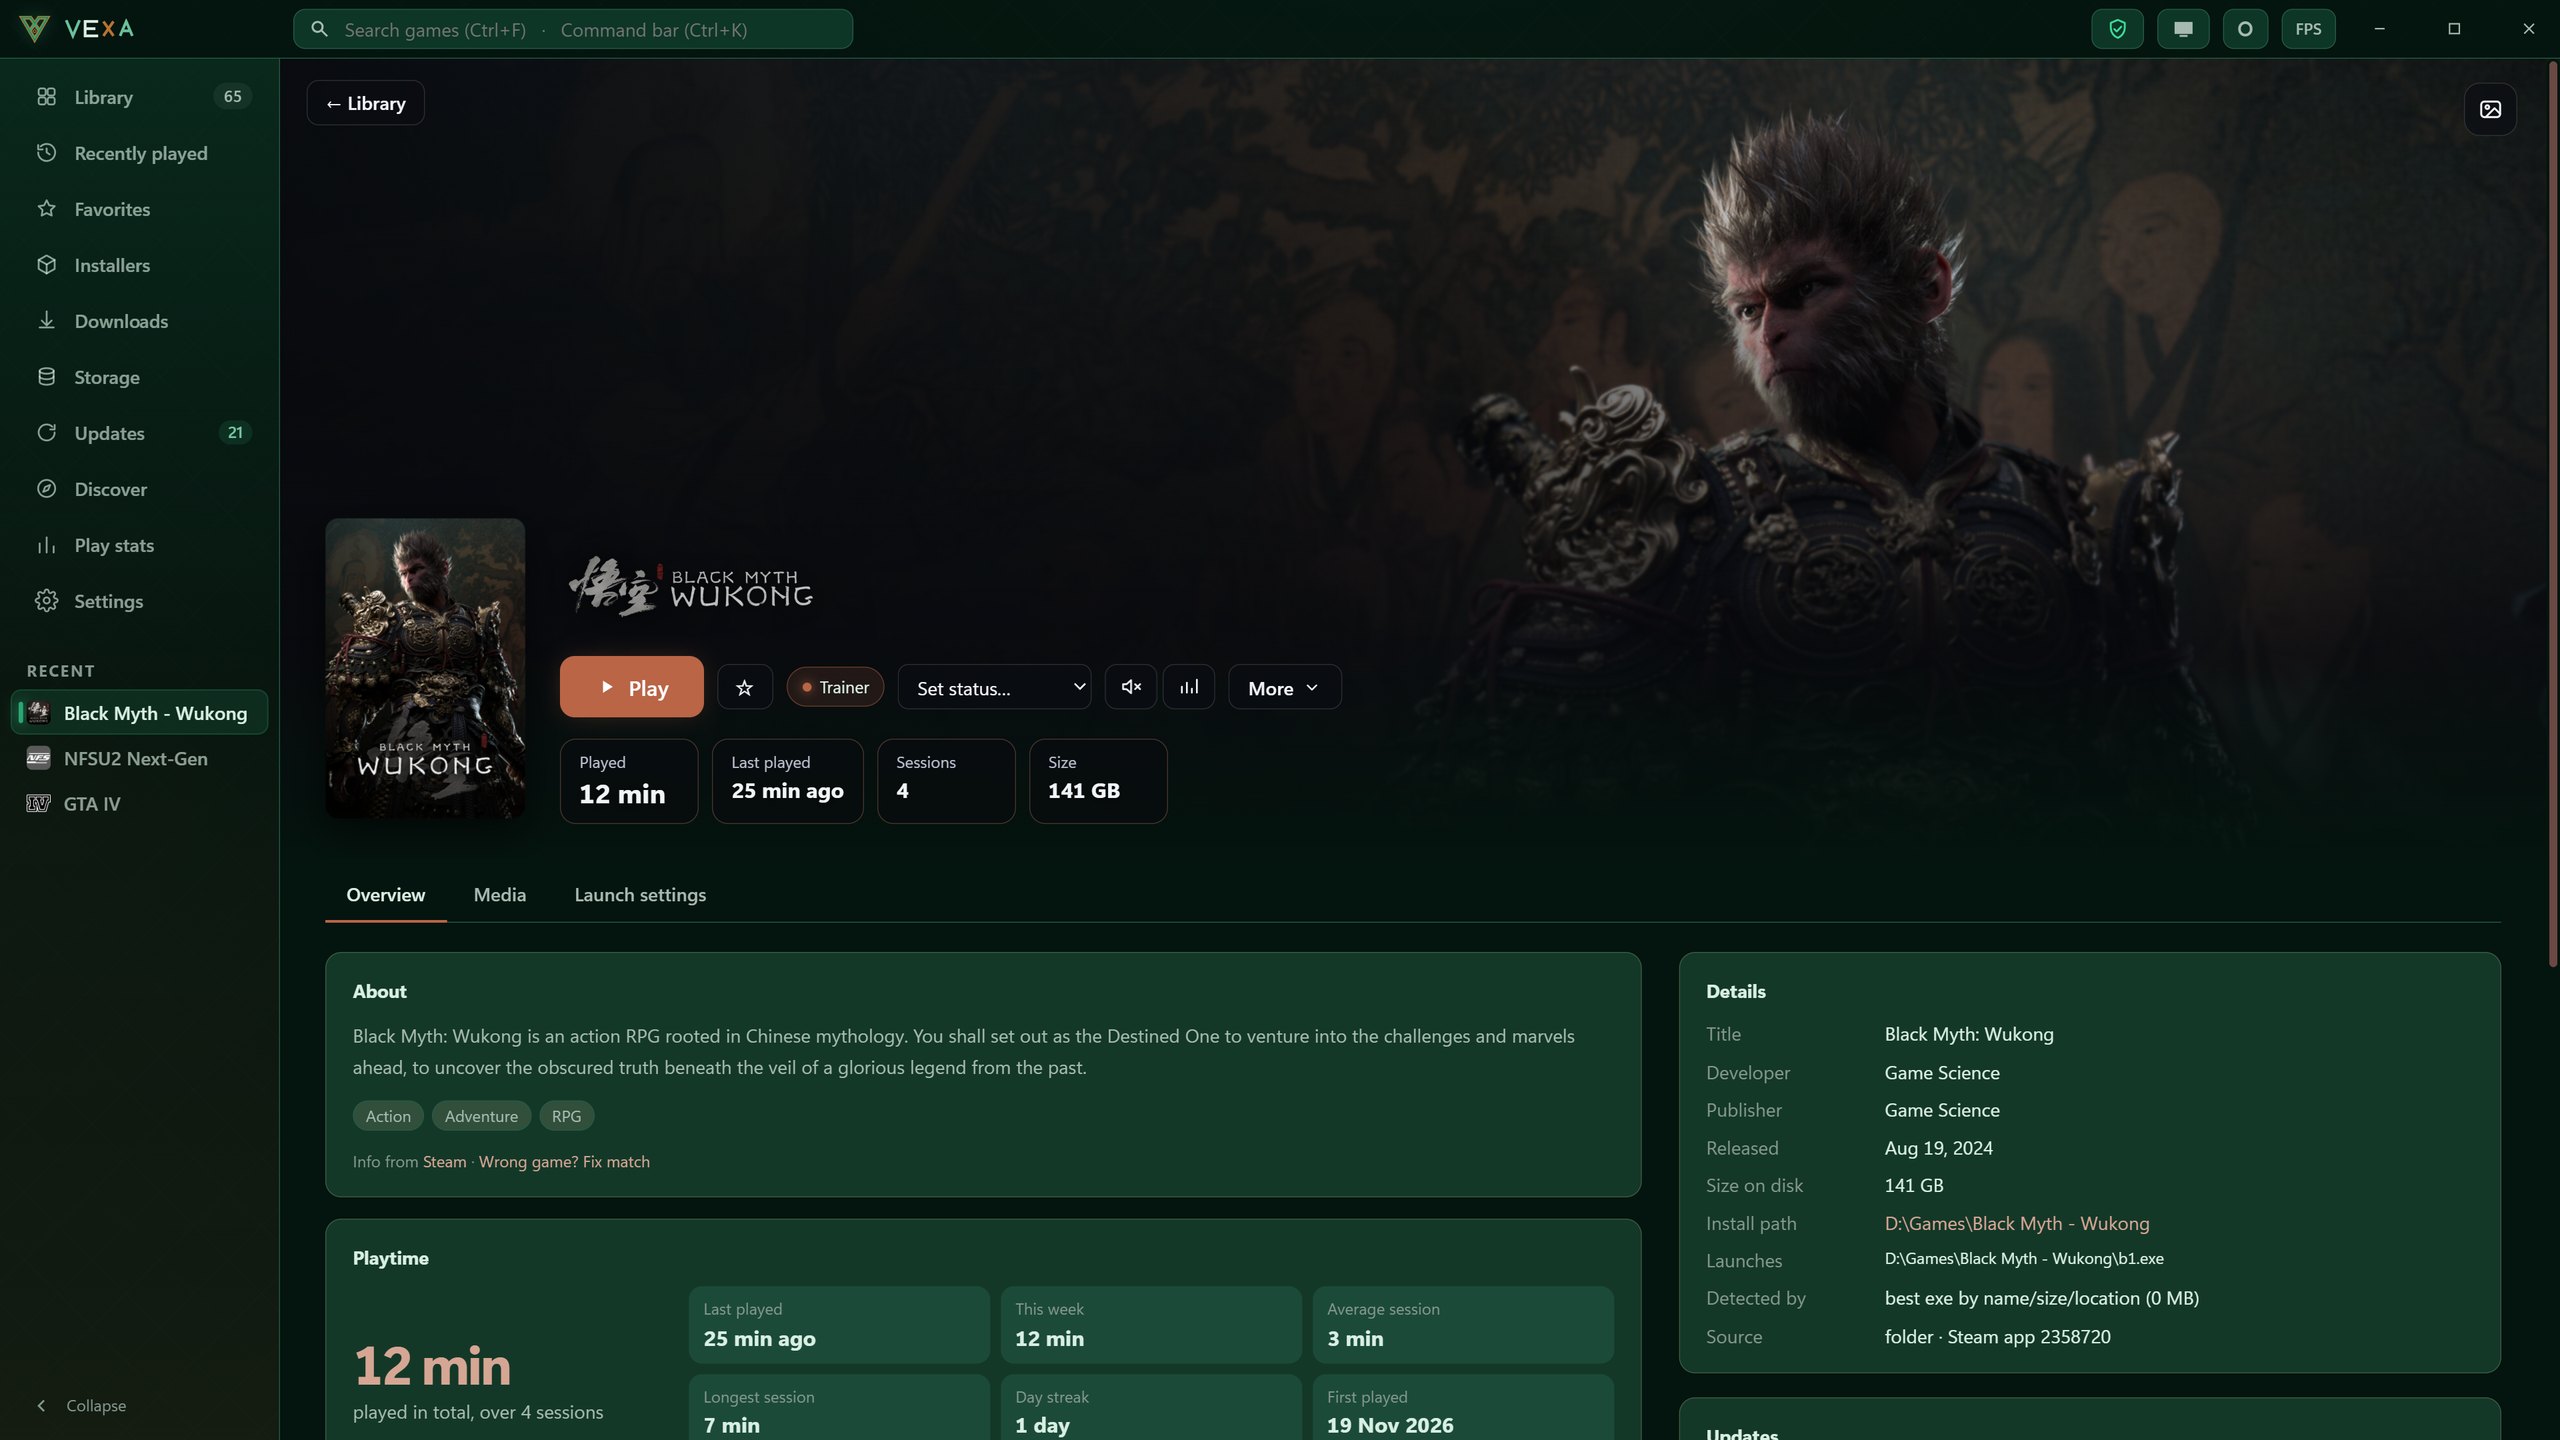 VEXA
Search games (Ctrl+F) · Command bar (Ctrl+K)
FPS
Library 65
Recently played
Favorites
Installers
Downloads
Storage
Updates 21
Discover
Play stats
Settings
RECENT
Black Myth - Wukong
NFSU2 Next-Gen
GTA IV
Collapse
← Library
BLACK MYTH
WUKONG
悟空 BLACK MYTH
WUKONG
Play
Trainer
Set status...
More
Played
12 min
Last played
25 min ago
Sessions
4
Size
141 GB
Overview
Media
Launch settings
About
Black Myth: Wukong is an action RPG rooted in Chinese mythology. You shall set out as the Destined One to venture into the challenges and marvels
ahead, to uncover the obscured truth beneath the veil of a glorious legend from the past.
Action
Adventure
RPG
Info from Steam · Wrong game? Fix match
Playtime
12 min
played in total, over 4 sessions
Last played
25 min ago
This week
12 min
Average session
3 min
Longest session
7 min
Day streak
1 day
First played
19 Nov 2026
Details
Title Black Myth: Wukong
Developer Game Science
Publisher Game Science
Released Aug 19, 2024
Size on disk 141 GB
Install path D:\Games\Black Myth - Wukong
Launches D:\Games\Black Myth - Wukong\b1.exe
Detected by best exe by name/size/location (0 MB)
Source folder · Steam app 2358720
Updates